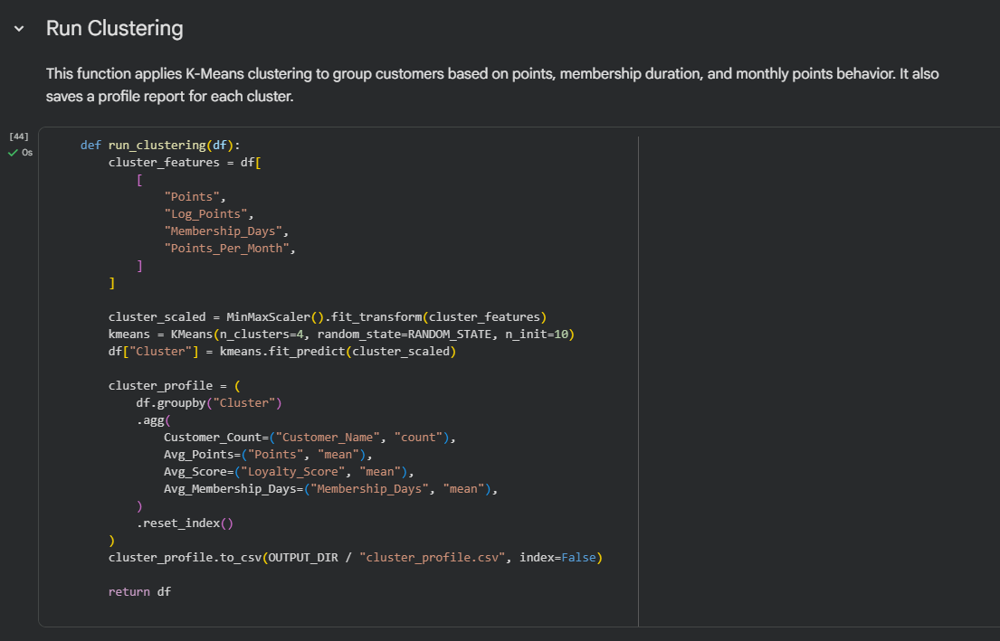 Run Clustering
This function applies K-Means clustering to group customers based on points, membership duration, and monthly points behavior. It also
saves a profile report for each cluster.
[44]
0s
def run_clustering(df):
    cluster_features = df[
        [
            "Points",
            "Log_Points",
            "Membership_Days",
            "Points_Per_Month",
        ]
    ]
    cluster_scaled = MinMaxScaler().fit_transform(cluster_features)
    kmeans = KMeans(n_clusters=4, random_state=RANDOM_STATE, n_init=10)
    df["Cluster"] = kmeans.fit_predict(cluster_scaled)
    cluster_profile = (
        df.groupby("Cluster")
        .agg(
            Customer_Count=("Customer_Name", "count"),
            Avg_Points=("Points", "mean"),
            Avg_Score=("Loyalty_Score", "mean"),
            Avg_Membership_Days=("Membership_Days", "mean"),
        )
        .reset_index()
    )
    cluster_profile.to_csv(OUTPUT_DIR / "cluster_profile.csv", index=False)
    return df